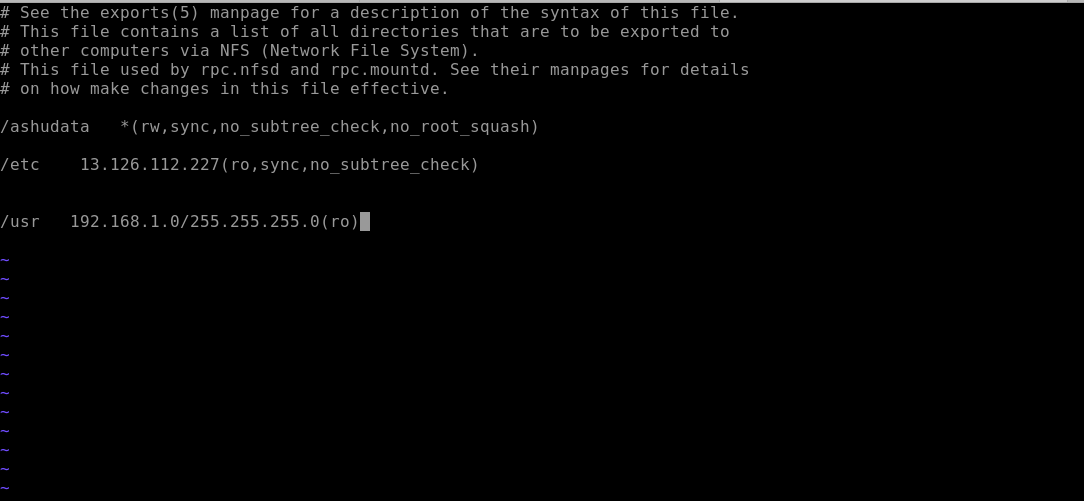 # See the exports(5) manpage for a description of the syntax of this file.
# This file contains a list of all directories that are to be exported to
# other computers via NFS (Network File System).
# This file used by rpc.nfsd and rpc.mountd. See their manpages for details
# on how make changes in this file effective.
/ashudata   *(rw,sync,no_subtree_check,no_root_squash)
/etc    13.126.112.227(ro,sync,no_subtree_check)
/usr   192.168.1.0/255.255.255.0(ro)
~
~
~
~
~
~
~
~
~
~
~
~
~